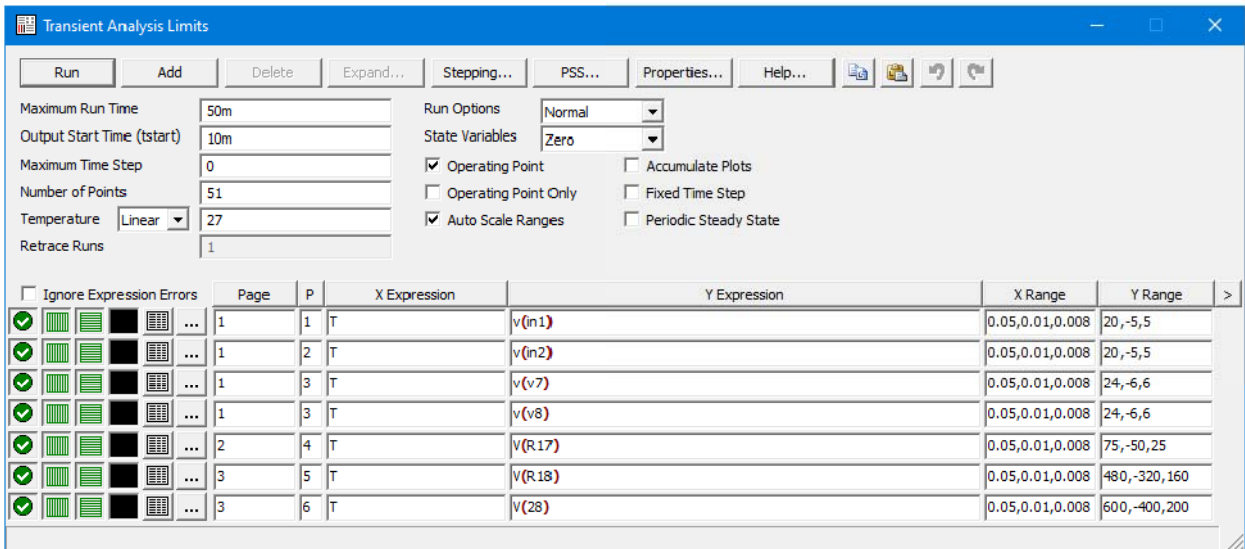 Transient Analysis Limits
Run Add Delete Expand... Stepping... PSS... Properties... Help...
Maximum Run Time 50m Run Options Normal
Output Start Time (tstart) 10m State Variables Zero
Maximum Time Step 0 Operating Point Accumulate Plots
Number of Points 51 Operating Point Only Fixed Time Step
Temperature Linear 27 Auto Scale Ranges Periodic Steady State
Retrace Runs 1
Ignore Expression Errors Page P X Expression Y Expression X Range Y Range >
... 1 1 T v(in1) 0.05,0.01,0.008 20,-5,5
... 1 2 T v(in2) 0.05,0.01,0.008 20,-5,5
... 1 3 T v(v7) 0.05,0.01,0.008 24,-6,6
... 1 3 T v(v8) 0.05,0.01,0.008 24,-6,6
... 2 4 T V(R17) 0.05,0.01,0.008 75,-50,25
... 3 5 T V(R18) 0.05,0.01,0.008 480,-320,160
... 3 6 T V(28) 0.05,0.01,0.008 600,-400,200